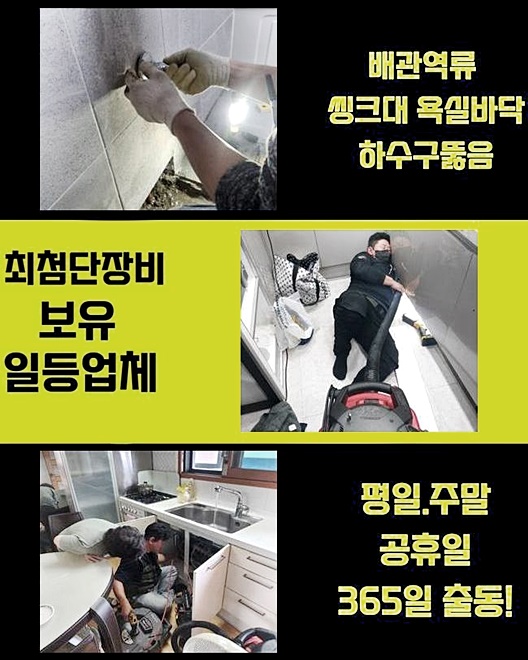 배관역류
씽크대 욕실바닥
하수구뚫음
최첨단장비
보유
일등업체
평일.주말
공휴일
365일 출동!